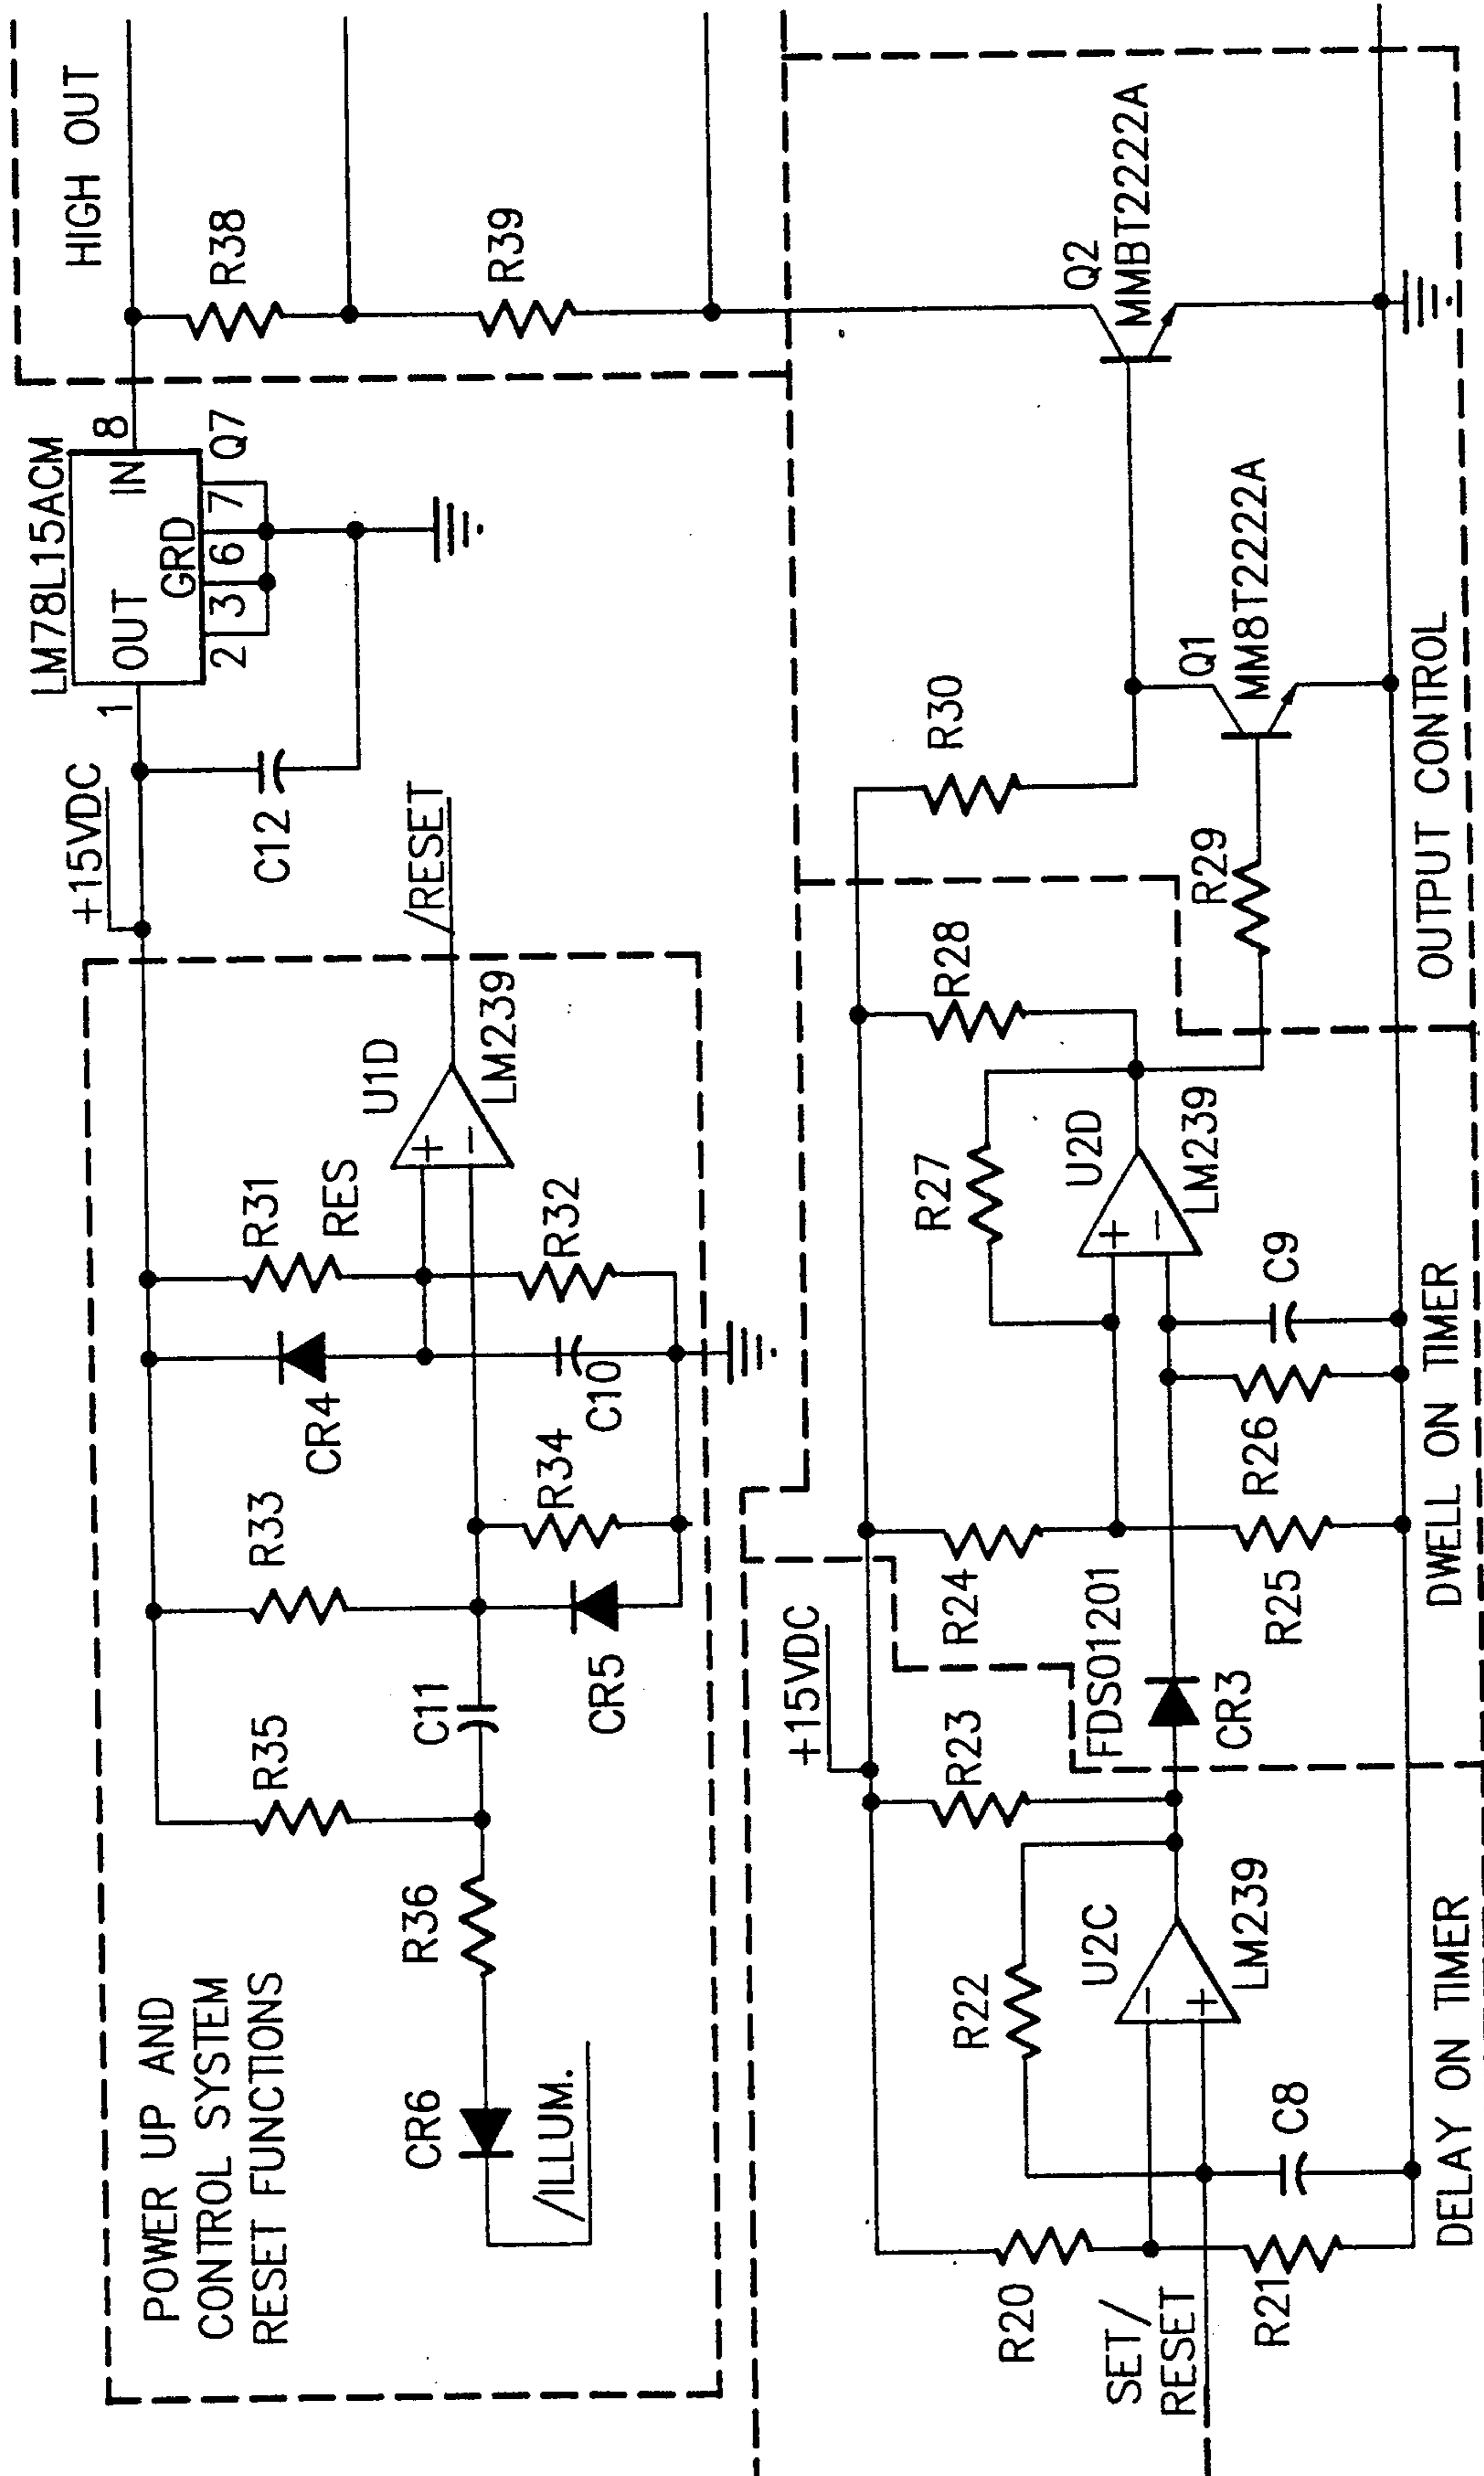 HIGH OUT
R38
R39
LM78L15ACM
OUT
IN
GRD
1
8
2 3 6 7
Q7
+15VDC
C12
/RESET
POWER UP AND
CONTROL SYSTEM
RESET FUNCTIONS
R35
R33
CR4
R31
RES
U1D
+
−
LM239
R32
C10
R34
C11
CR5
R36
CR6
/ILLUM.
Q2
MMBT2222A
Q1
MM8T2222A
R30
R29
OUTPUT CONTROL
R28
R27
U2D
+
−
LM239
C9
R26
R24
R25
DWELL ON TIMER
+15VDC
FDSO1201
CR3
R23
R22
U2C
−
+
LM239
C8
R20
R21
SET/
RESET
DELAY ON TIMER